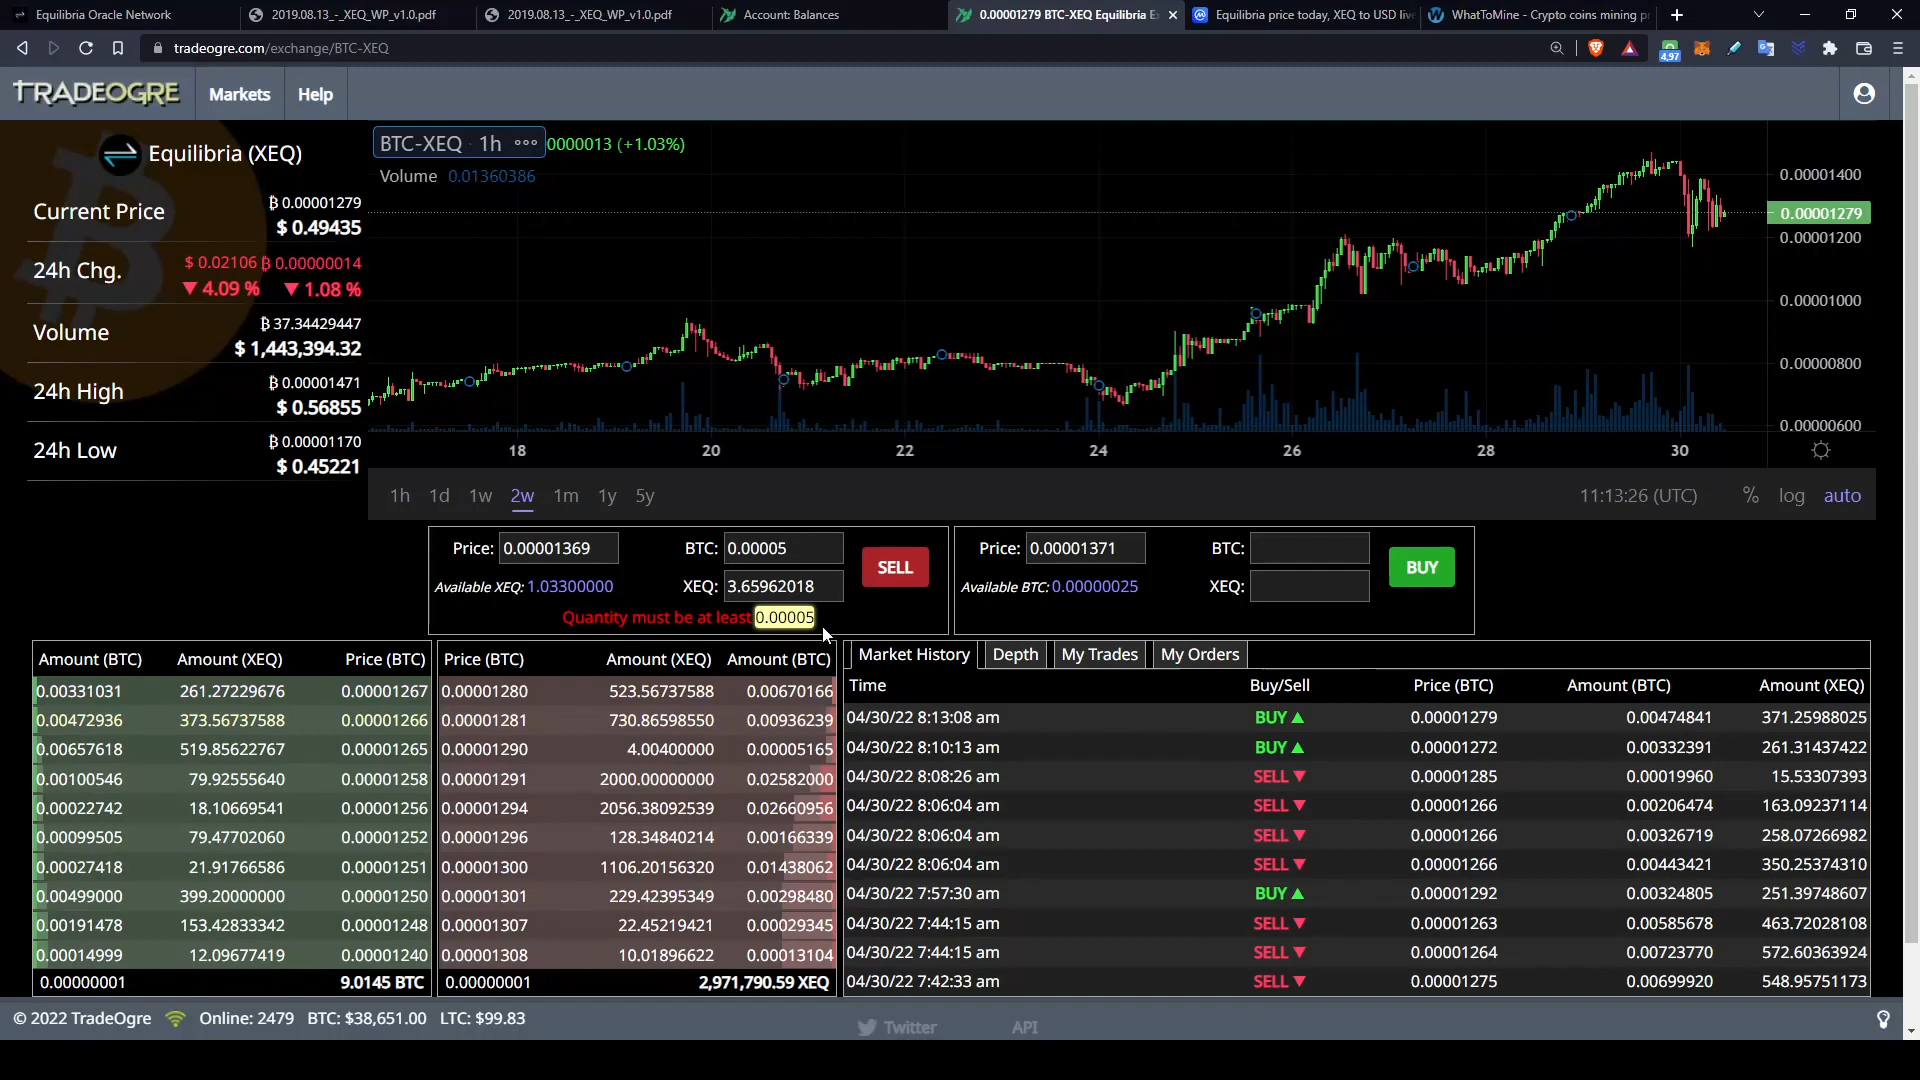 Equilibria Oracle Network
2019.08.13_-_XEQ_WP_v1.0.pdf
2019.08.13_-_XEQ_WP_v1.0.pdf
Account: Balances
0.00001279 BTC-XEQ Equilibria E
Equilibria price today, XEQ to USD live
WhatToMine - Crypto coins mining pr
tradeogre.com/exchange/BTC-XEQ
4,97
TRADEOGRE
Markets
Help
Equilibria (XEQ)
Current Price
0.00001279
$ 0.49435
24h Chg.
$ 0.02106 0.00000014
▼ 4.09 % ▼ 1.08 %
Volume
37.34429447
$ 1,443,394.32
24h High
0.00001471
$ 0.56855
24h Low
0.00001170
$ 0.45221
BTC-XEQ · 1h 0000013 (+1.03%)
Volume 0.01360386
0.00001400
0.00001279
0.00001200
0.00001000
0.00000800
0.00000600
18 20 22 24 26 28 30
1h 1d 1w 2w 1m 1y 5y
11:13:26 (UTC) % log auto
Price: 0.00001369 BTC: 0.00005
SELL
Available XEQ: 1.03300000 XEQ: 3.65962018
Quantity must be at least 0.00005
Price: 0.00001371 BTC:
BUY
Available BTC: 0.00000025 XEQ:
Amount (BTC) Amount (XEQ) Price (BTC)
0.00331031 261.27229676 0.00001267
0.00472936 373.56737588 0.00001266
0.00657618 519.85622767 0.00001265
0.00100546 79.92555640 0.00001258
0.00022742 18.10669541 0.00001256
0.00099505 79.47702060 0.00001252
0.00027418 21.91766586 0.00001251
0.00499000 399.20000000 0.00001250
0.00191478 153.42833342 0.00001248
0.00014999 12.09677419 0.00001240
0.00000001 9.0145 BTC
Price (BTC) Amount (XEQ) Amount (BTC)
0.00001280 523.56737588 0.00670166
0.00001281 730.86598550 0.00936239
0.00001290 4.00400000 0.00005165
0.00001291 2000.00000000 0.02582000
0.00001294 2056.38092539 0.02660956
0.00001296 128.34840214 0.00166339
0.00001300 1106.20156320 0.01438062
0.00001301 229.42395349 0.00298480
0.00001307 22.45219421 0.00029345
0.00001308 10.01896622 0.00013104
0.00000001 2,971,790.59 XEQ
Market History Depth My Trades My Orders
Time Buy/Sell Price (BTC) Amount (BTC) Amount (XEQ)
04/30/22 8:13:08 am BUY ▲ 0.00001279 0.00474841 371.25988025
04/30/22 8:10:13 am BUY ▲ 0.00001272 0.00332391 261.31437422
04/30/22 8:08:26 am SELL ▼ 0.00001285 0.00019960 15.53307393
04/30/22 8:06:04 am SELL ▼ 0.00001266 0.00206474 163.09237114
04/30/22 8:06:04 am SELL ▼ 0.00001266 0.00326719 258.07266982
04/30/22 8:06:04 am SELL ▼ 0.00001266 0.00443421 350.25374310
04/30/22 7:57:30 am BUY ▲ 0.00001292 0.00324805 251.39748607
04/30/22 7:44:15 am SELL ▼ 0.00001263 0.00585678 463.72028108
04/30/22 7:44:15 am SELL ▼ 0.00001264 0.00723770 572.60363924
04/30/22 7:42:33 am SELL ▼ 0.00001275 0.00699920 548.95751173
© 2022 TradeOgre Online: 2479 BTC: $38,651.00 LTC: $99.83
Twitter API